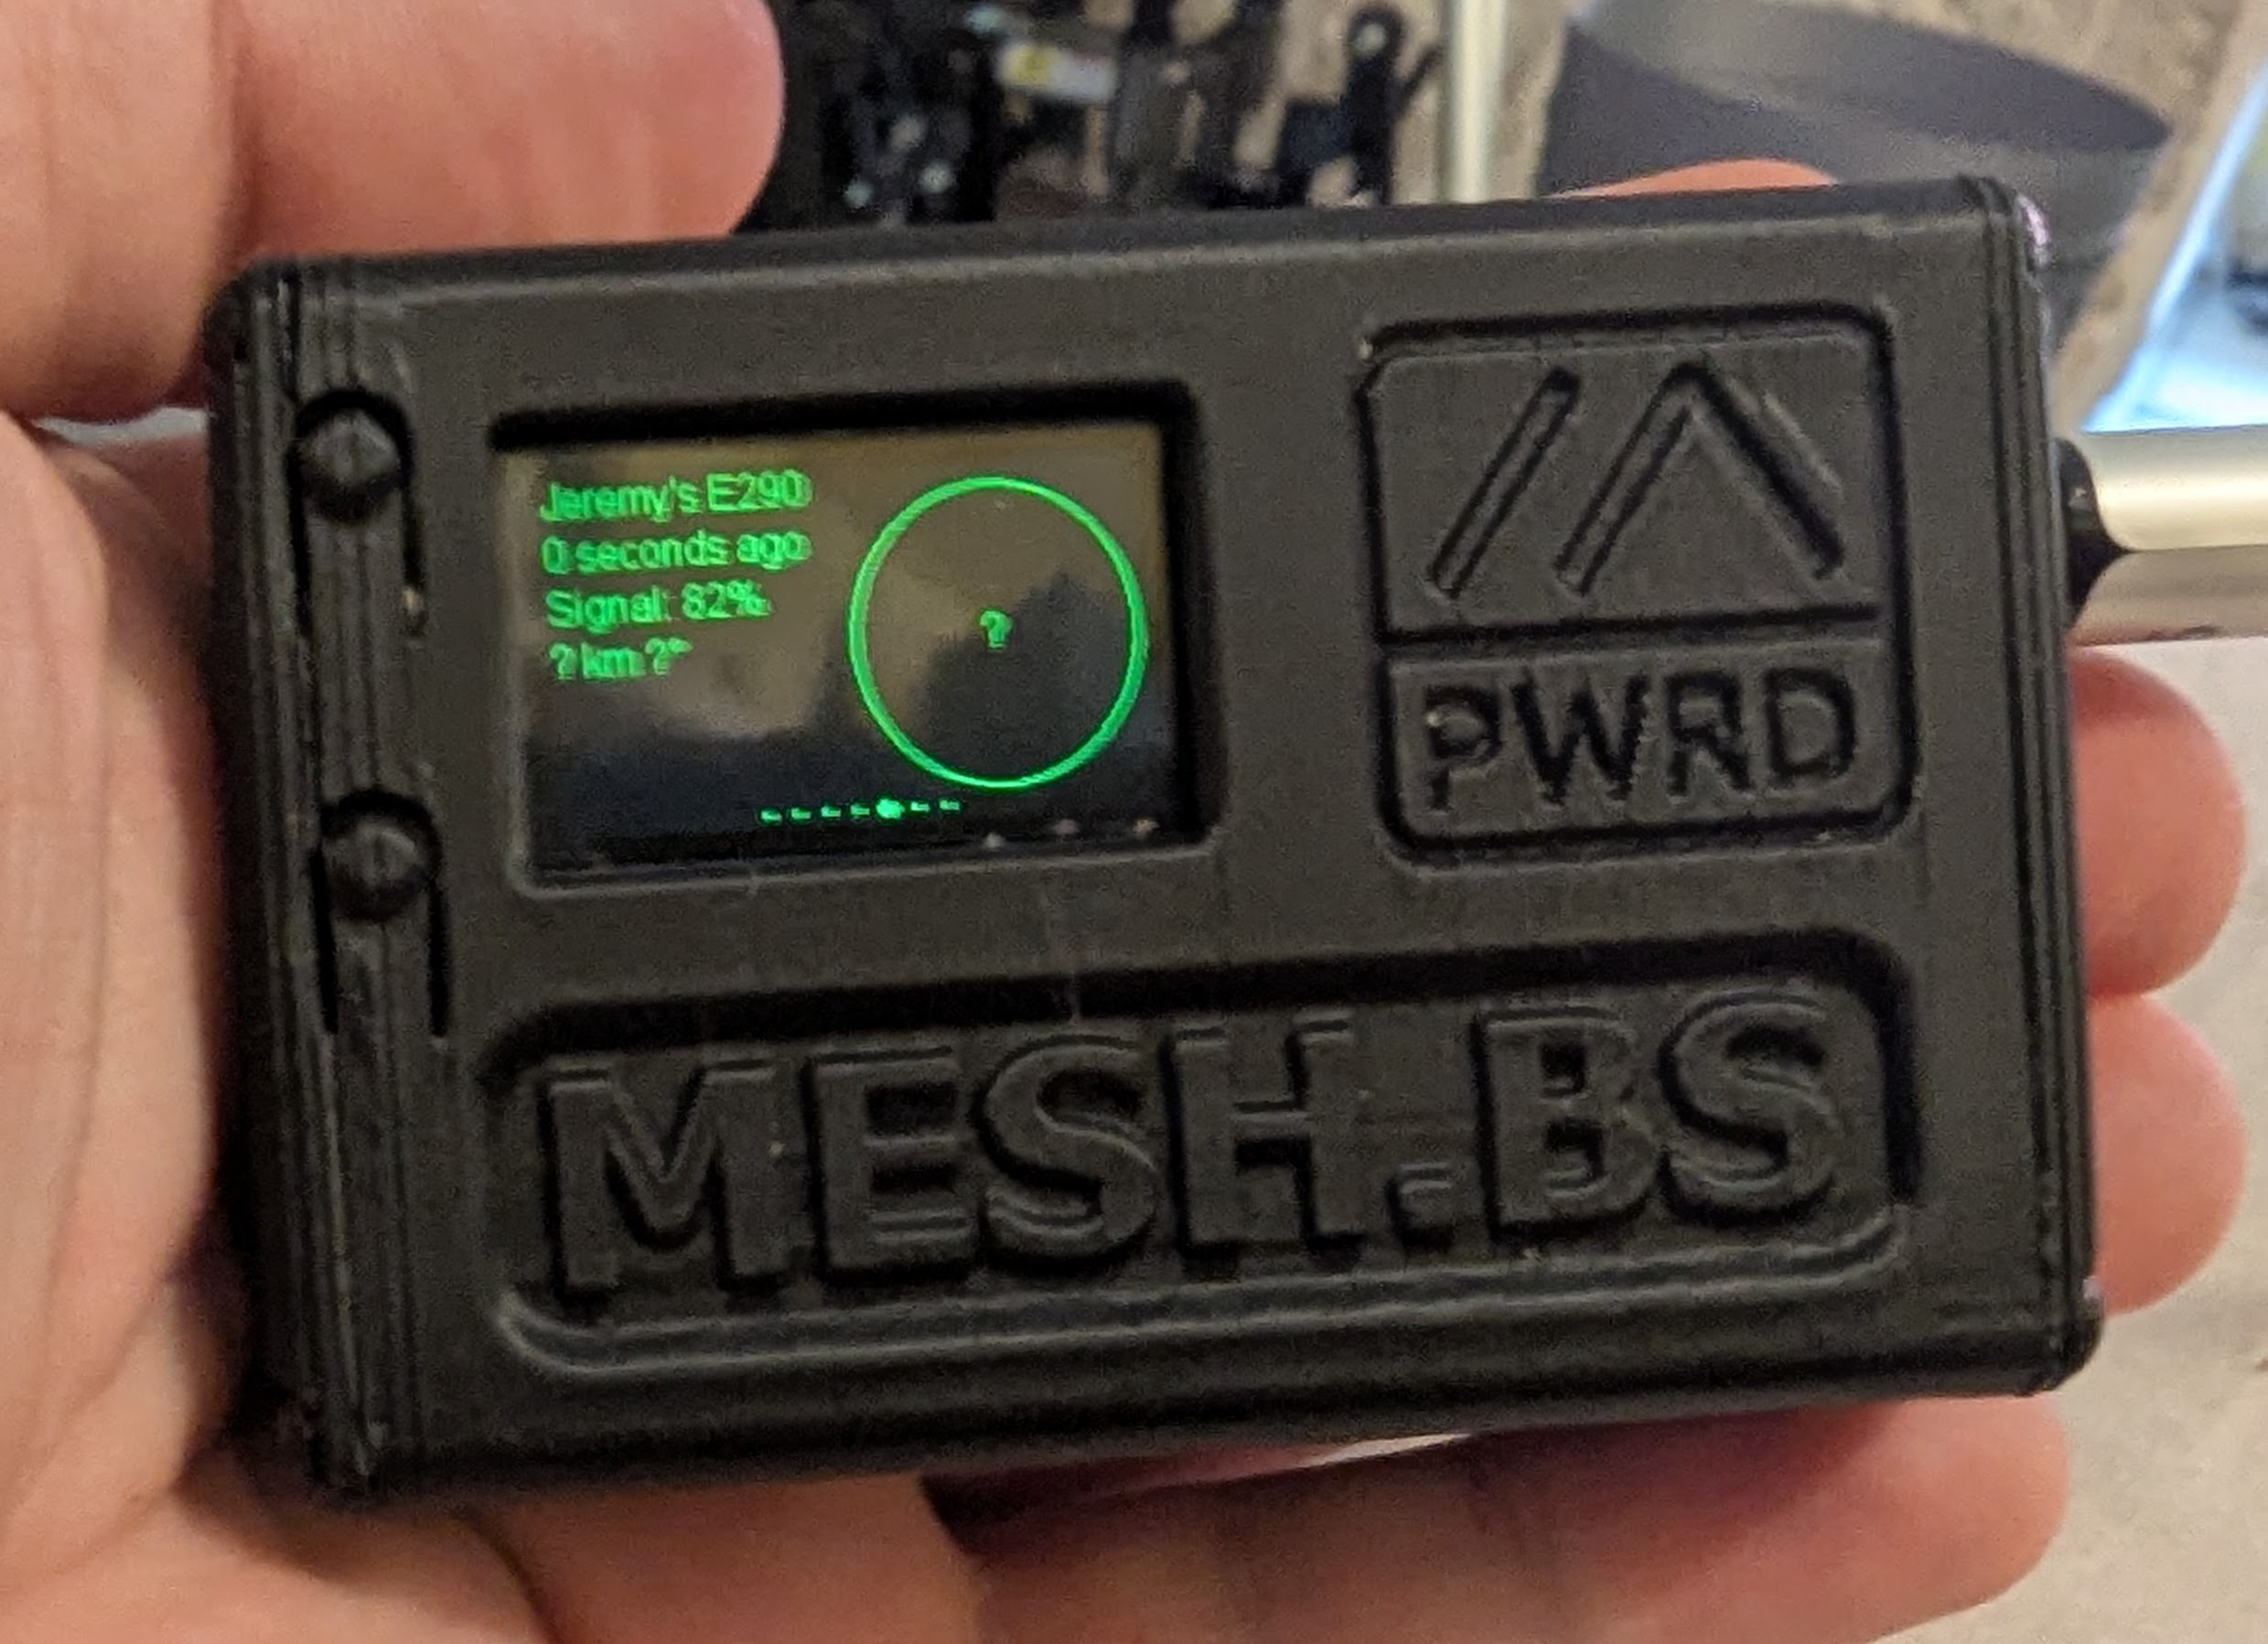 Jeremy's E290
0 seconds ago
Signal: 82%
? km ?°
?
PWRD
MESH.BS